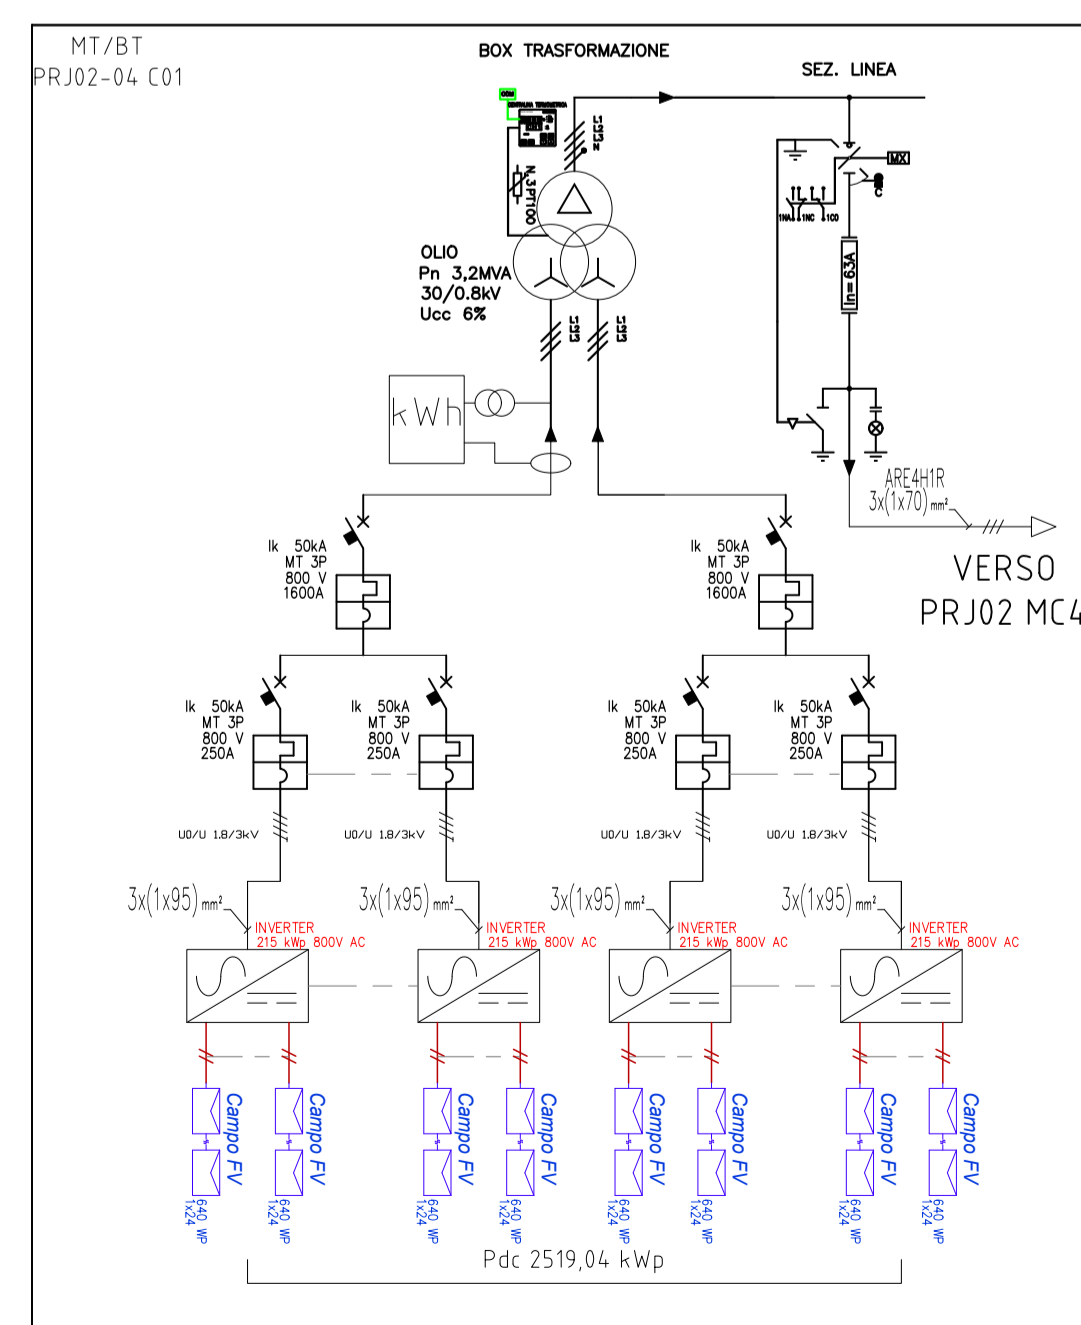 MT/BT
PRJ02-04 C01
BOX TRASFORMAZIONE
SEZ. LINEA
COM
CENTRALINA TERMOMETRICA
N.3PT100
N
OLIO
Pn 3,2MVA
30/0.8kV
Ucc 6%
MX
C
1NA
1NC
1CO
In=63A
kWh
ARE4H1R
3x(1x70) mm²
VERSO
PRJ02 MC4
Ik 50kA
MT 3P
800 V
1600A
Ik 50kA
MT 3P
800 V
1600A
Ik 50kA
MT 3P
800 V
250A
Ik 50kA
MT 3P
800 V
250A
Ik 50kA
MT 3P
800 V
250A
Ik 50kA
MT 3P
800 V
250A
U0/U 1.8/3kV
U0/U 1.8/3kV
U0/U 1.8/3kV
U0/U 1.8/3kV
3x(1x95) mm²
3x(1x95) mm²
3x(1x95) mm²
3x(1x95) mm²
INVERTER
215 kWp 800V AC
INVERTER
215 kWp 800V AC
INVERTER
215 kWp 800V AC
INVERTER
215 kWp 800V AC
Campo FV
Campo FV
Campo FV
Campo FV
Campo FV
Campo FV
Campo FV
Campo FV
640 WP
1x24
640 WP
1x24
640 WP
1x24
640 WP
1x24
640 WP
1x24
640 WP
1x24
640 WP
1x24
640 WP
1x24
Pdc 2519,04 kWp